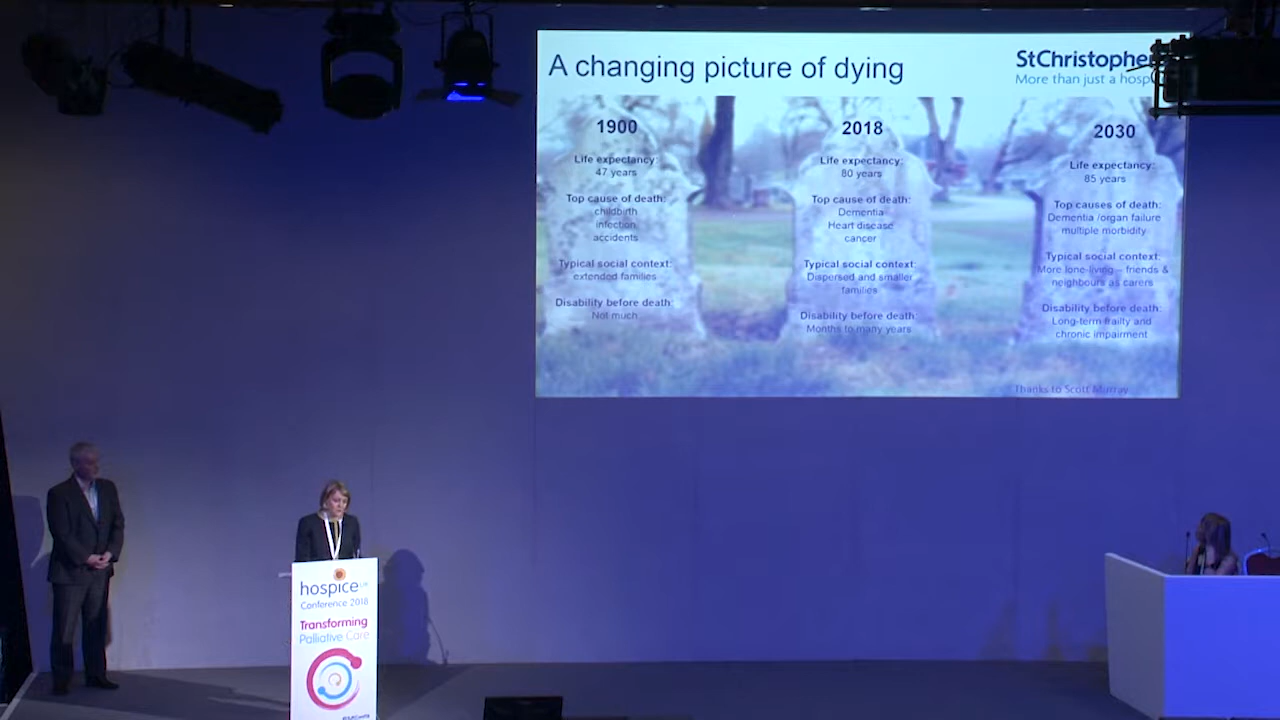 A changing picture of dying
StChristopher
More than just a hosp
1900
Life expectancy:
47 years
Top cause of death:
childbirth
infection
accidents
Typical social context:
extended families
Disability before death:
Not much
2018
Life expectancy:
80 years
Top cause of death:
Dementia
Heart disease
cancer
Typical social context:
Dispersed and smaller
families
Disability before death:
Months to many years
2030
Life expectancy:
85 years
Top causes of death:
Dementia /organ failure
multiple morbidity
Typical social context:
More lone-living – friends &
neighbours as carers
Disability before death:
Long-term frailty and
chronic impairment
Thanks to Scott Murray
hospice UK
Conference 2018
Transforming
Palliative Care